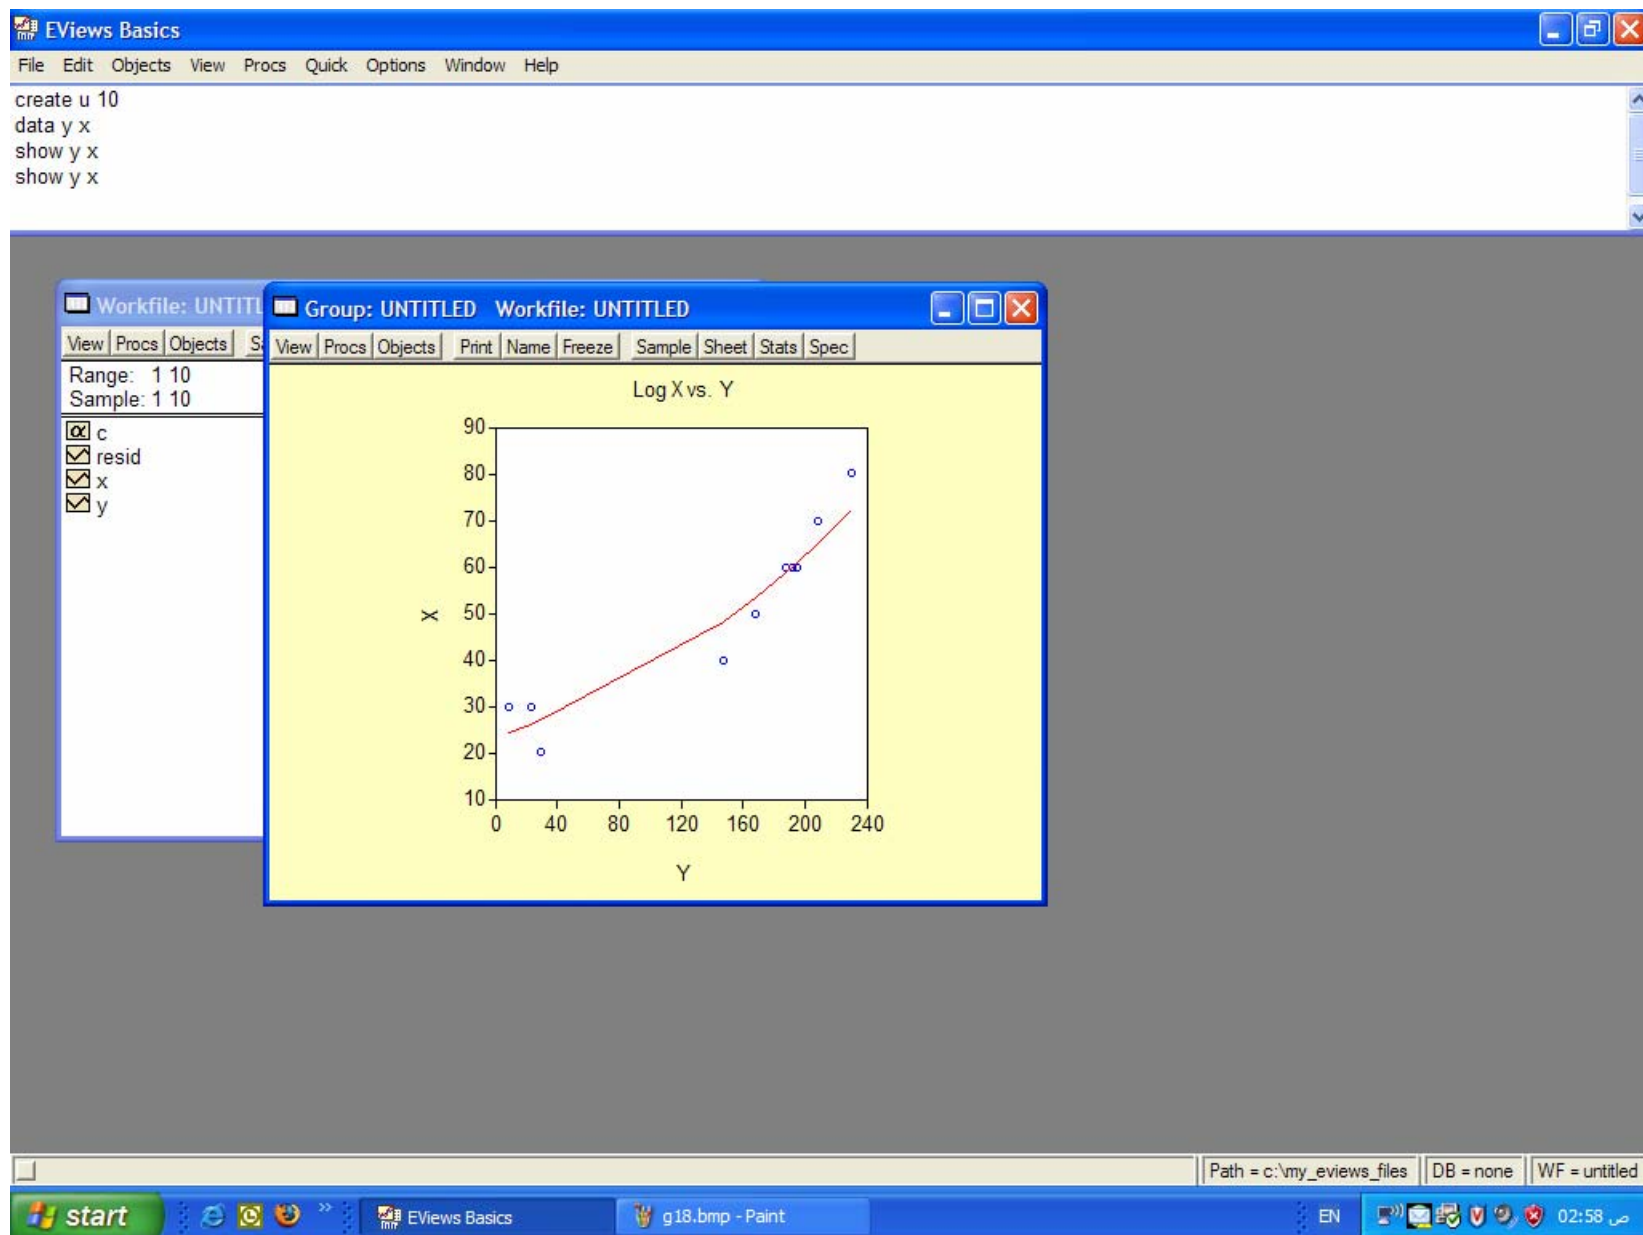 EViews Basics
File Edit Objects View Procs Quick Options Window Help
create u 10
data y x
show y x
show y x
Workfile: UNTITL
View Procs Objects
Range: 1 10
Sample: 1 10
c
resid
x
y
Group: UNTITLED Workfile: UNTITLED
View Procs Objects Print Name Freeze Sample Sheet Stats Spec
Log X vs. Y
90
80
70
60
50
40
30
20
10
X
0 40 80 120 160 200 240
Y
Path = c:\my_eviews_files DB = none WF = untitled
start EViews Basics g18.bmp - Paint EN 02:58 ص